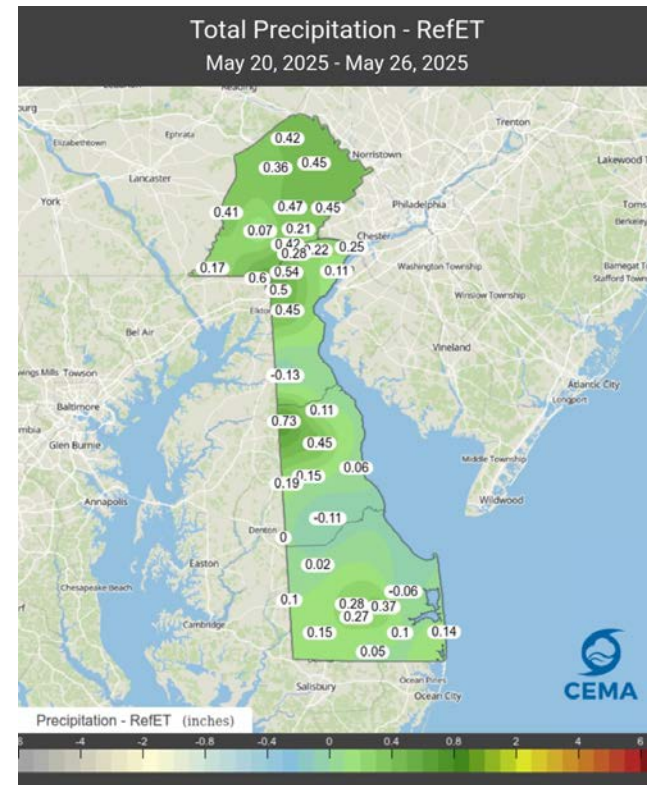 Total Precipitation - RefET
May 20, 2025 - May 26, 2025
Reading
Trenton
Elizabethtown
Ephrata
0.42
Norristown
Lakewood T
0.36
0.45
Lancaster
York
0.41
0.47
0.45
Philadelphia
Toms
Berkeley
0.07
0.21
Chester
0.42
0.22
0.25
0.28
0.17
0.6
0.54
0.11
Washington Township
Barnegat T
Stafford Town
0.5
Winslow Township
0.45
Bel Air
Vineland
-0.13
Towson
Atlantic City
Longport
Baltimore
0.11
0.73
Glen Burnie
0.45
Middle Township
0.06
0.15
0.19
Annapolis
Wildwood
-0.11
Denton
0
Easton
0.02
Chesapeake Beach
-0.06
0.1
0.28
0.37
0.27
Cambridge
0.15
0.1
0.14
0.05
Salisbury
Ocean Pines
Ocean City
CEMA
Precipitation - RefET (inches)
-4 -2 -0.8 -0.4 0 0.4 0.8 2 4 6